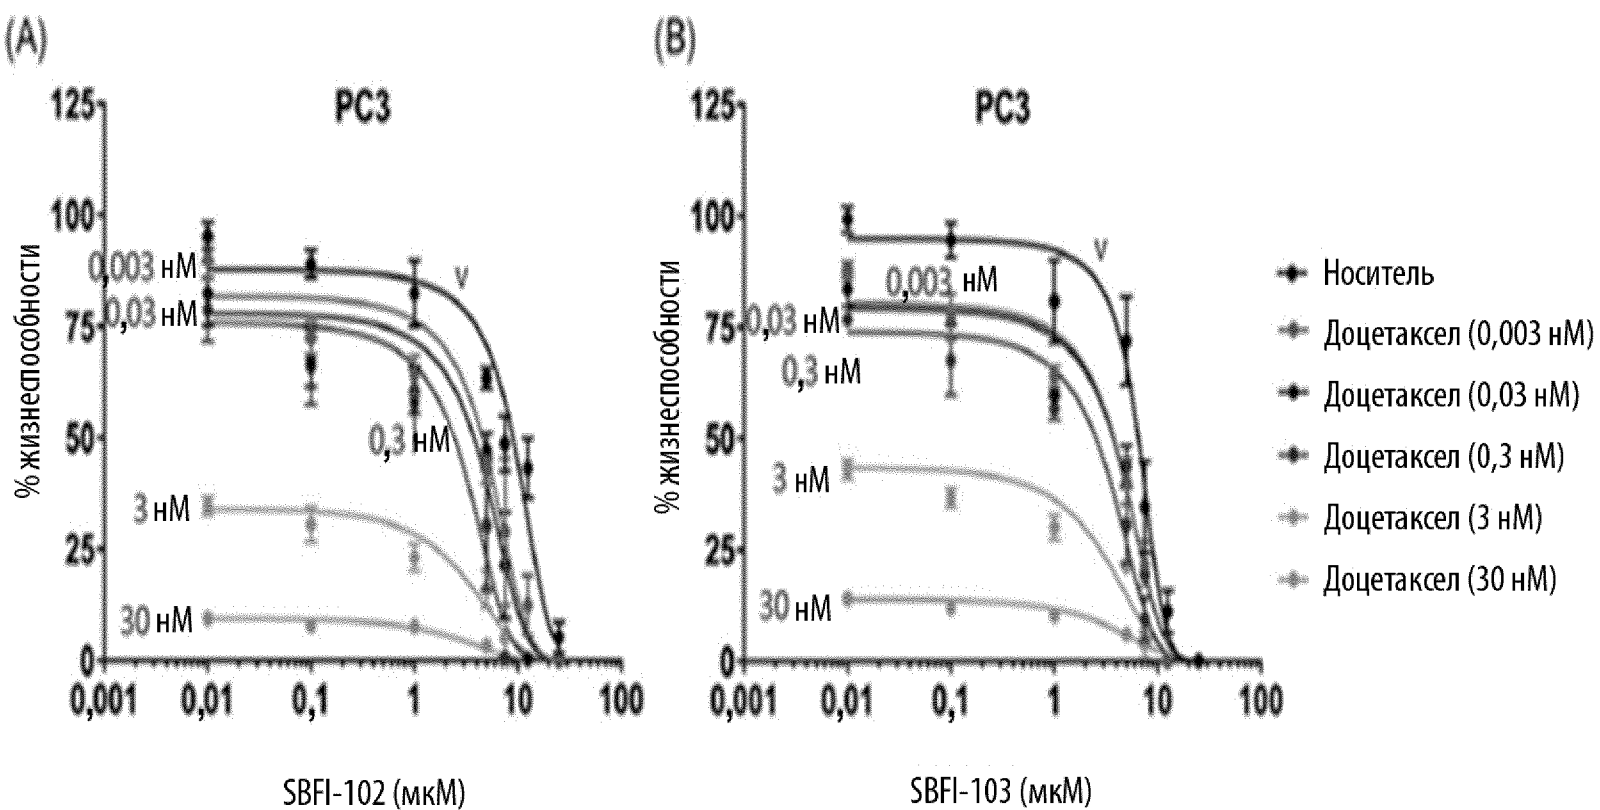 (A)
PC3
% жизнеспособности
125
100
75
50
25
0
0,003 нМ
0,03 нМ
0,3 нМ
3 нМ
30 нМ
V
0,001 0,01 0,1 1 10 100
SBFI-102 (мкМ)
(B)
PC3
% жизнеспособности
125
100
75
50
25
0
V
0,003 нМ
0,03 нМ
0,3 нМ
3 нМ
30 нМ
0,001 0,01 0,1 1 10 100
SBFI-103 (мкМ)
Носитель
Доцетаксел (0,003 нМ)
Доцетаксел (0,03 нМ)
Доцетаксел (0,3 нМ)
Доцетаксел (3 нМ)
Доцетаксел (30 нМ)